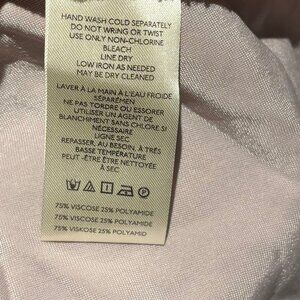 HAND WASH COLD SEPARATELY
DO NOT WRING OR TWIST
USE ONLY NON-CHLORINE
BLEACH
LINE DRY
LOW IRON AS NEEDED
MAY BE DRY CLEANED
LAVER À LA MAIN À L'EAU FROIDE
SÉPARÉMEN
NE PAS TORDRE OU ESSORER
UTILISER UN AGENT DE
BLANCHIMENT SANS CHLORE SI
NÉCESSAIRE
LIGNE SEC
REPASSER, AU BESOIN, À TRÈS
BASSE TEMPÉRATURE
PEUT-ÊTRE ÊTRE NETTOYÉE
À SEC
75% VISCOSE 25% POLYAMIDE
75% VISCOSE 25% POLYAMIDE
75% VISKOSE 25% POLYAMID